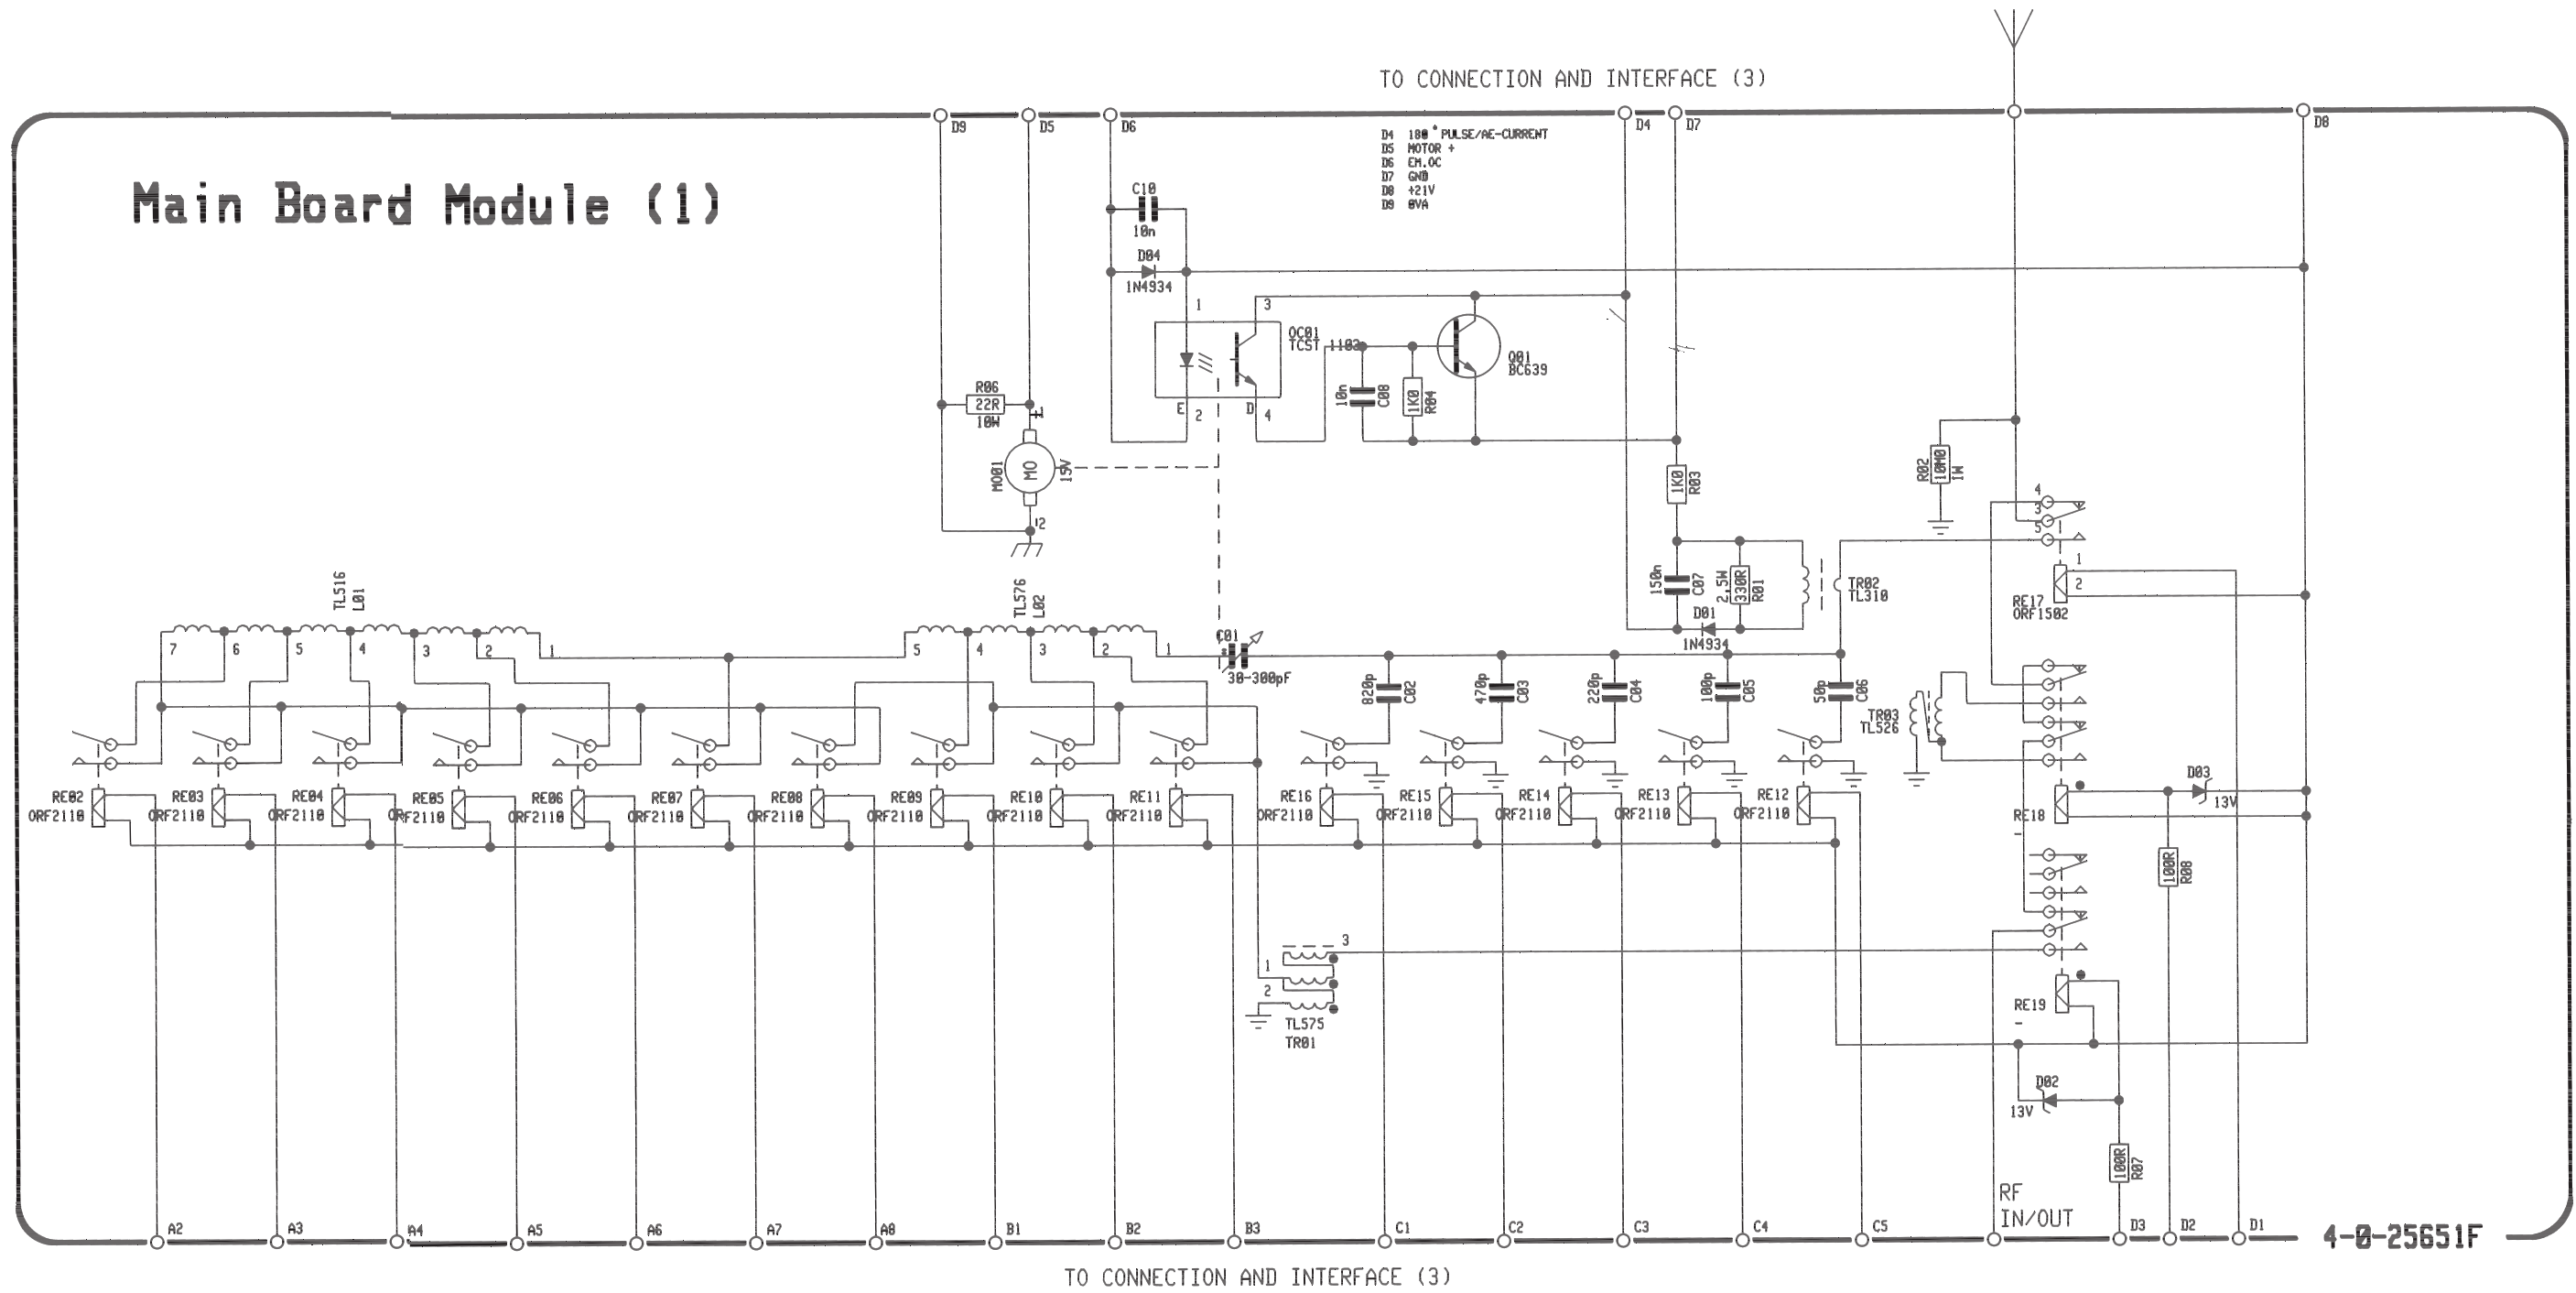 TO CONNECTION AND INTERFACE (3)
D9
D5
D6
D4
D7
D8
D4 180° PULSE/AE-CURRENT
D5 MOTOR +
D6 EM.OC
D7 GND
D8 +21V
D9 0VA
Main Board Module (1)
C10
10n
D04
1N4934
1
3
OC01
TCST 1103
E
2
D
4
Q01
BC639
10n
C08
1K0
R04
R06
22R
10W
+1
MO01
MO
15V
2
1K0
R03
R02
10M0
1W
4
3
5
1
2
RE17
ORF1502
150n
C07
2,5W
330R
R01
D01
1N4934
TR02
TL310
TL516
L01
7
6
5
4
3
2
1
TL576
L02
5
4
3
2
1
C01
30-300pF
820p
C02
470p
C03
220p
C04
100p
C05
50p
C06
TR03
TL526
RE02
ORF2110
RE03
ORF2110
RE04
ORF2110
RE05
ORF2110
RE06
ORF2110
RE07
ORF2110
RE08
ORF2110
RE09
ORF2110
RE10
ORF2110
RE11
ORF2110
RE16
ORF2110
RE15
ORF2110
RE14
ORF2110
RE13
ORF2110
RE12
ORF2110
D03
13V
RE18
-
100R
R08
3
1
2
TL575
TR01
RE19
-
D02
13V
100R
R07
RF
IN/OUT
A2
A3
A4
A5
A6
A7
A8
B1
B2
B3
C1
C2
C3
C4
C5
D3
D2
D1
4-0-25651F
TO CONNECTION AND INTERFACE (3)